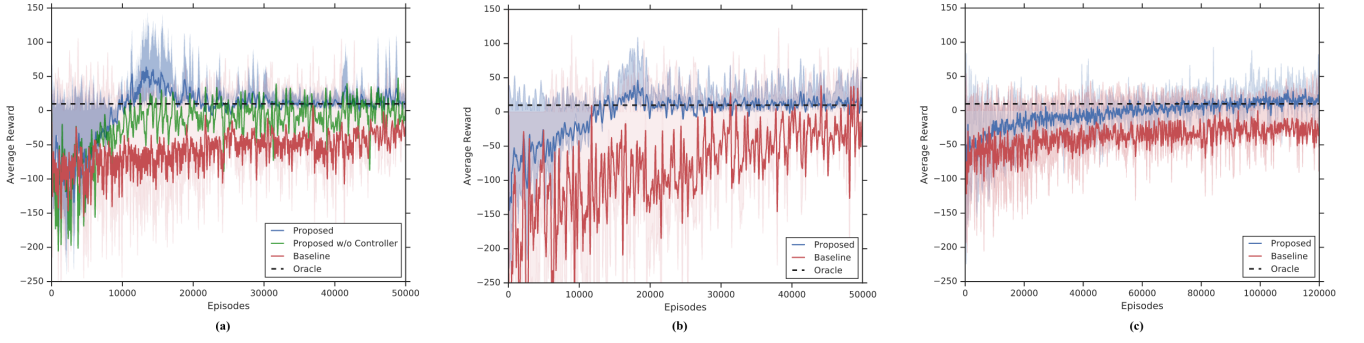 150
100
50
0
−50
−100
−150
−200
−250
Average Reward
0
10000
20000
30000
40000
50000
Episodes
Proposed
Proposed w/o Controller
Baseline
Oracle
(a)
150
100
50
0
−50
−100
−150
−200
−250
Average Reward
0
10000
20000
30000
40000
50000
Episodes
Proposed
Baseline
Oracle
(b)
150
100
50
0
−50
−100
−150
−200
−250
Average Reward
0
20000
40000
60000
80000
100000
120000
Episodes
Proposed
Baseline
Oracle
(c)